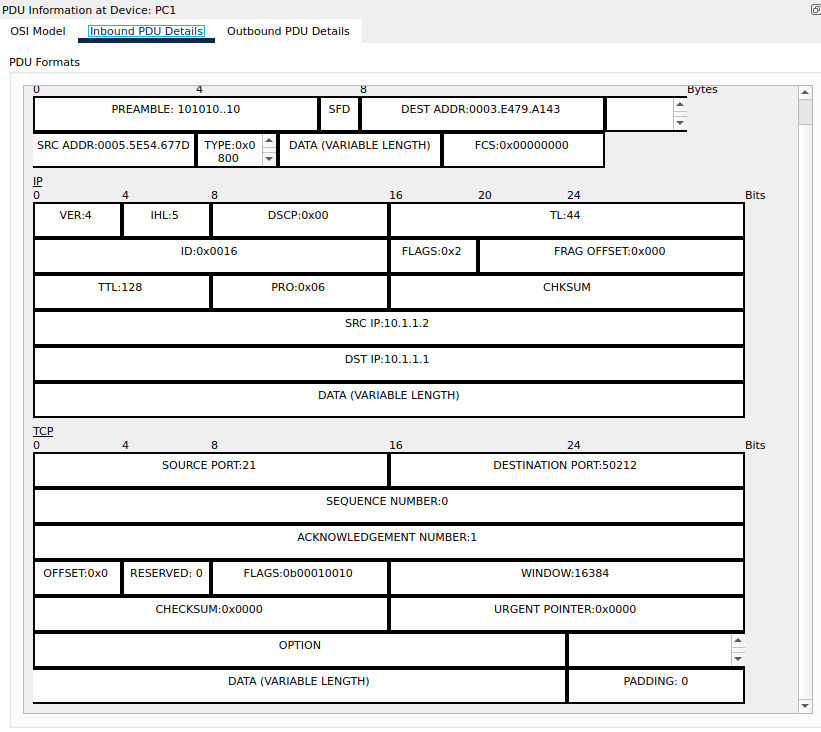 PDU Information at Device: PC1
OSI Model Inbound PDU Details Outbound PDU Details
PDU Formats
0 4 8 Bytes
PREAMBLE: 101010..10 SFD DEST ADDR:0003.E479.A143
SRC ADDR:0005.5E54.677D TYPE:0x0
800 DATA (VARIABLE LENGTH) FCS:0x00000000
IP
0 4 8 16 20 24 Bits
VER:4 IHL:5 DSCP:0x00 TL:44
ID:0x0016 FLAGS:0x2 FRAG OFFSET:0x000
TTL:128 PRO:0x06 CHKSUM
SRC IP:10.1.1.2
DST IP:10.1.1.1
DATA (VARIABLE LENGTH)
TCP
0 4 8 16 24 Bits
SOURCE PORT:21 DESTINATION PORT:50212
SEQUENCE NUMBER:0
ACKNOWLEDGEMENT NUMBER:1
OFFSET:0x0 RESERVED: 0 FLAGS:0b00010010 WINDOW:16384
CHECKSUM:0x0000 URGENT POINTER:0x0000
OPTION
DATA (VARIABLE LENGTH) PADDING: 0